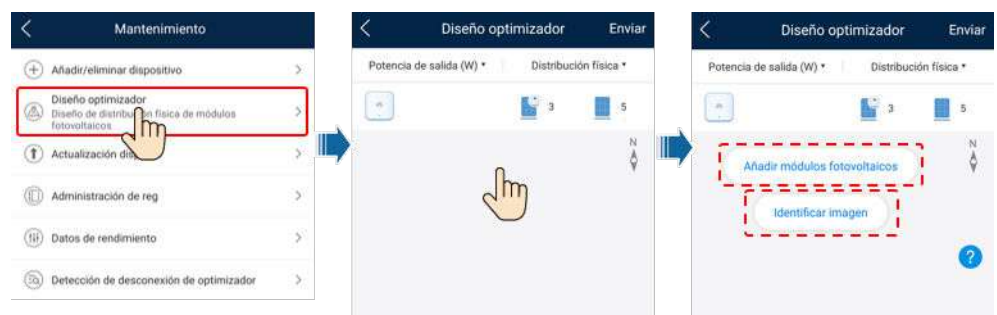 Mantenimiento
Añadir/eliminar dispositivo
Diseño optimizador
Diseño de distribución física de módulos
fotovoltaicos
Actualización
Administración de reg
Datos de rendimiento
Detección de desconexión de optimizador
Diseño optimizador Enviar
Potencia de salida (W) Distribución física
3 5
N
Diseño optimizador Enviar
Potencia de salida (W) Distribución física
3 5
N
Añadir módulos fotovoltaicos
Identificar imagen
?